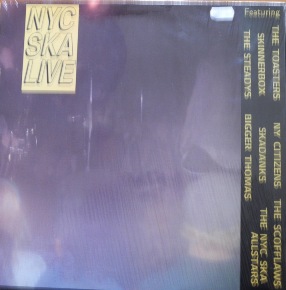 NYC
SKA
LIVE
Featuring
THE TOASTERS NY CITIZENS THE SCOFFLAWS
SKINNERBOX SKADANKS THE NYC SKA ALLSTARS
THE STEADYS BIGGER THOMAS